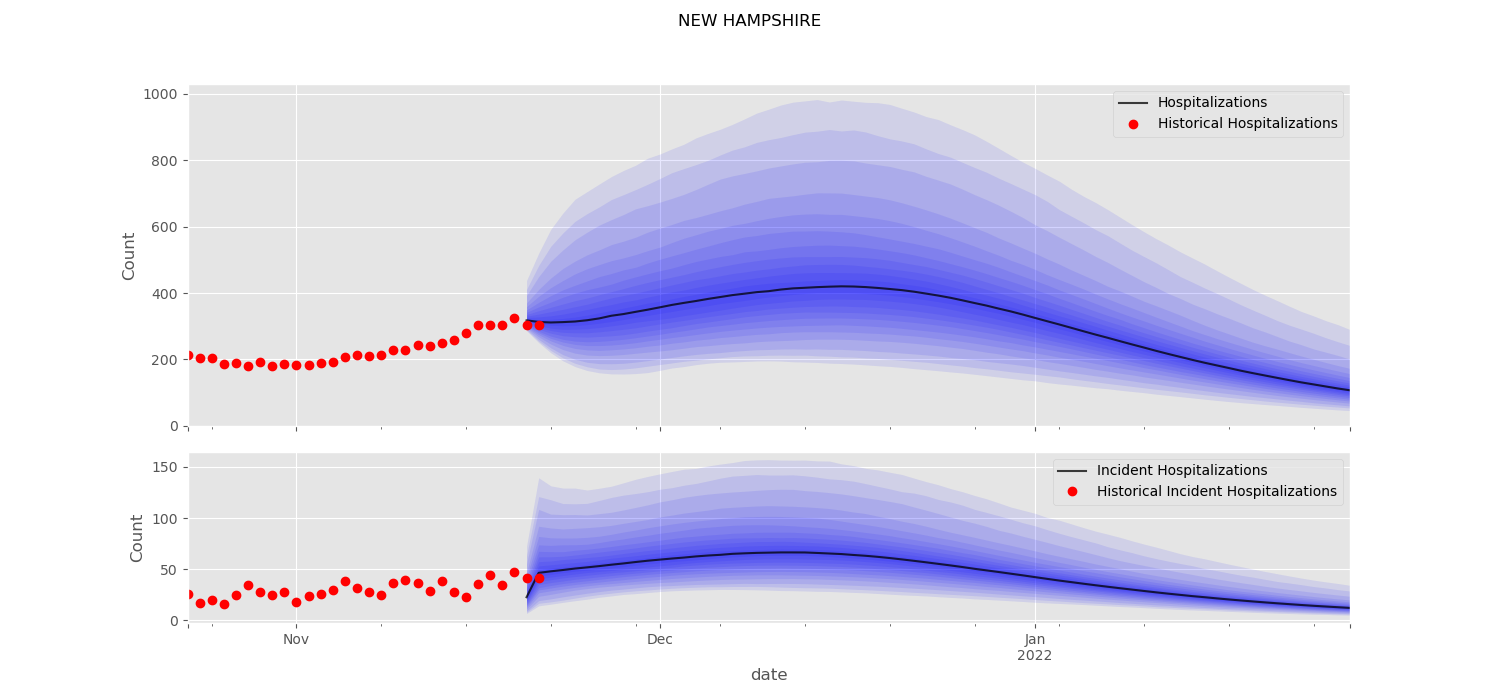 NEW HAMPSHIRE
1000
800
600
400
200
0
Count
Hospitalizations
Historical Hospitalizations
150
100
50
0
Count
Incident Hospitalizations
Historical Incident Hospitalizations
Nov
Dec
Jan
2022
date